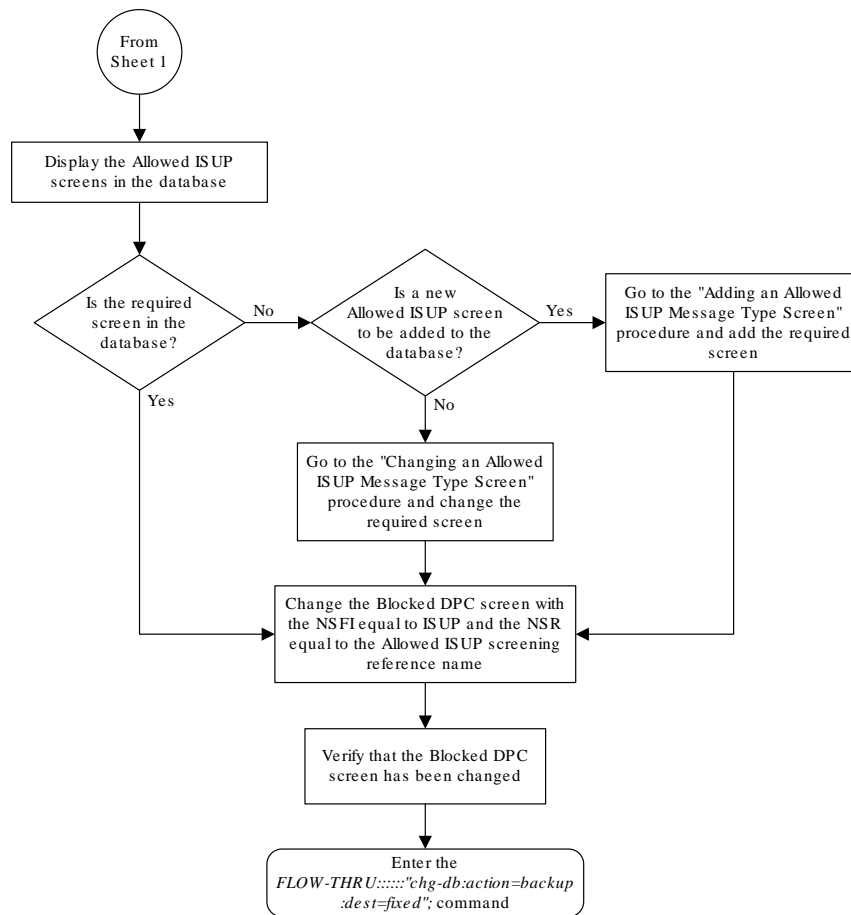 From
Sheet 1
Display the Allowed ISUP
screens in the database
Is the required
screen in the
database?
No
Yes
Is a new
Allowed ISUP screen
to be added to the
database?
Yes
No
Go to the "Adding an Allowed
ISUP Message Type Screen"
procedure and add the required
screen
Go to the "Changing an Allowed
ISUP Message Type Screen"
procedure and change the
required screen
Change the Blocked DPC screen with
the NSFI equal to ISUP and the NSR
equal to the Allowed ISUP screening
reference name
Verify that the Blocked DPC
screen has been changed
Enter the
FLOW-THRU::::::"chg-db:action=backup
:dest=fixed"; command